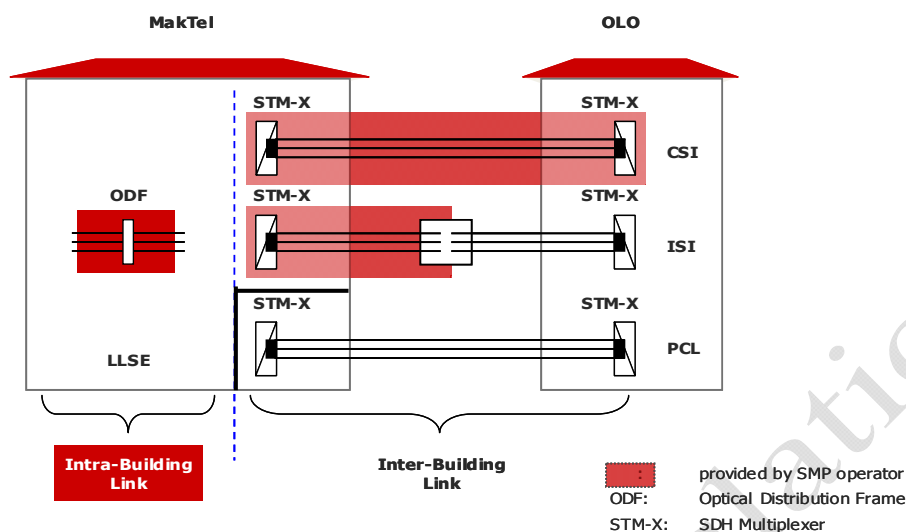 MakTel
OLO
STM-X
STM-X
CSI
ODF
STM-X
STM-X
ISI
STM-X
STM-X
LLSE
PCL
Intra-Building
Link
Inter-Building
Link
: provided by SMP operator
ODF: Optical Distribution Frame
STM-X: SDH Multiplexer